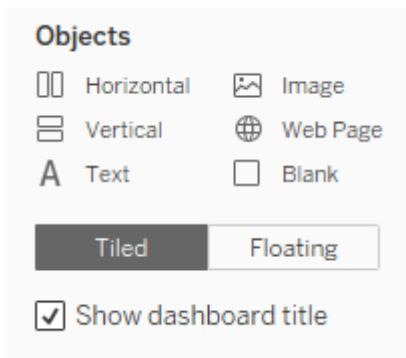 Objects
Horizontal Image
Vertical Web Page
Text Blank
Tiled Floating
Show dashboard title